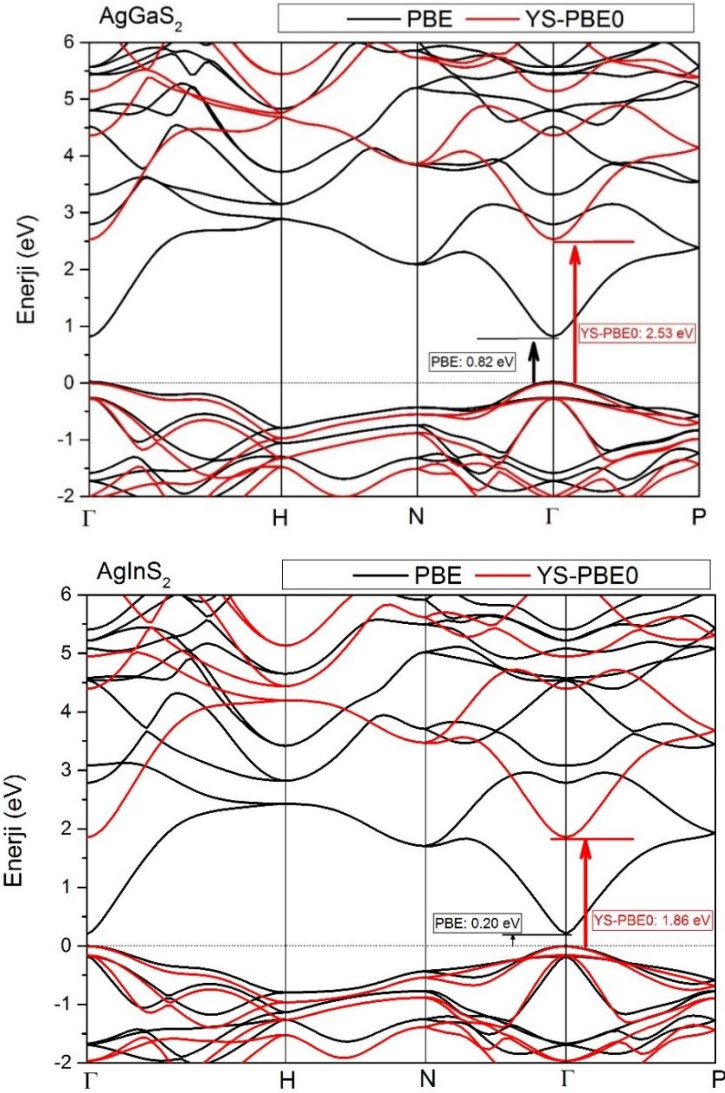 AgGaS₂
PBE YS-PBE0
6
5
4
3
2
1
0
-1
-2
Enerji (eV)
YS-PBE0: 2.53 eV
PBE: 0.82 eV
Γ H N Γ P
AgInS₂
PBE YS-PBE0
6
5
4
3
2
1
0
-1
-2
Enerji (eV)
PBE: 0.20 eV
YS-PBE0: 1.86 eV
Γ H N Γ P